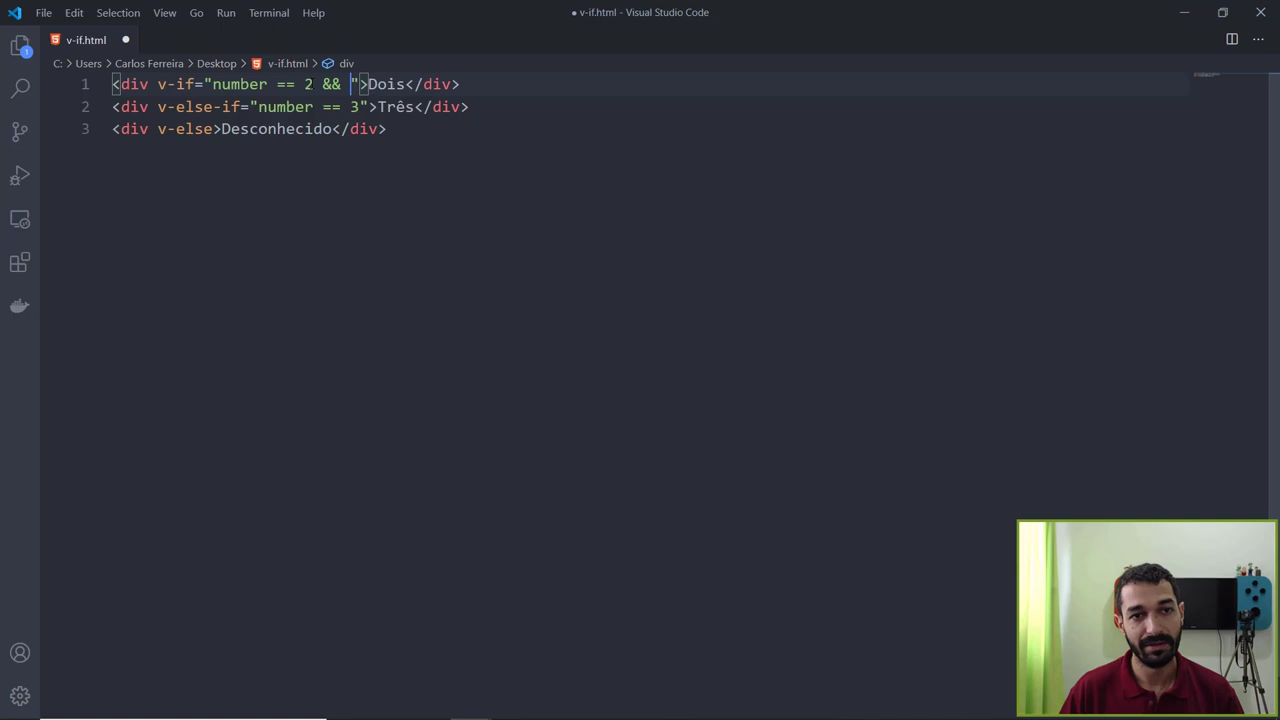 File Edit Selection View Go Run Terminal Help
● v-if.html - Visual Studio Code
v-if.html ●
C: > Users > Carlos Ferreira > Desktop > v-if.html > div
1 <div v-if="number == 2 && ">Dois</div>
2 <div v-else-if="number == 3">Três</div>
3 <div v-else>Desconhecido</div>
1